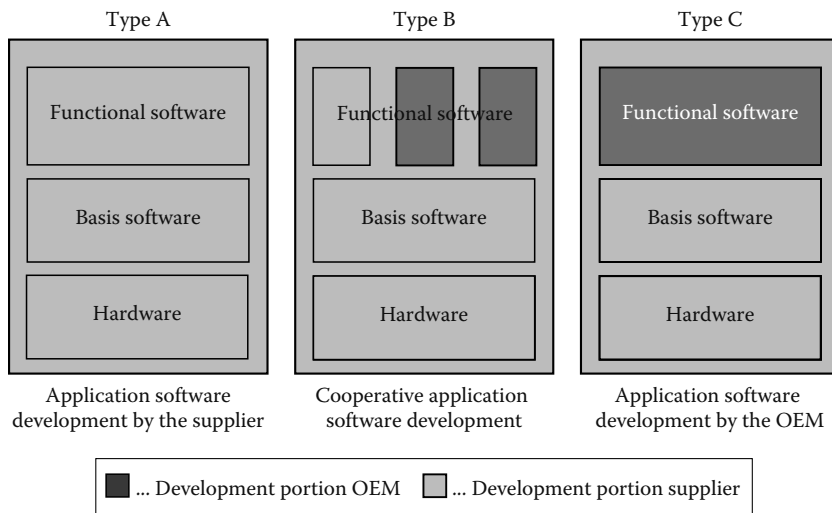 Type A
Type B
Type C
Functional software
Functional software
Functional software
Basis software
Basis software
Basis software
Hardware
Hardware
Hardware
Application software
development by the supplier
Cooperative application
software development
Application software
development by the OEM
... Development portion OEM
... Development portion supplier